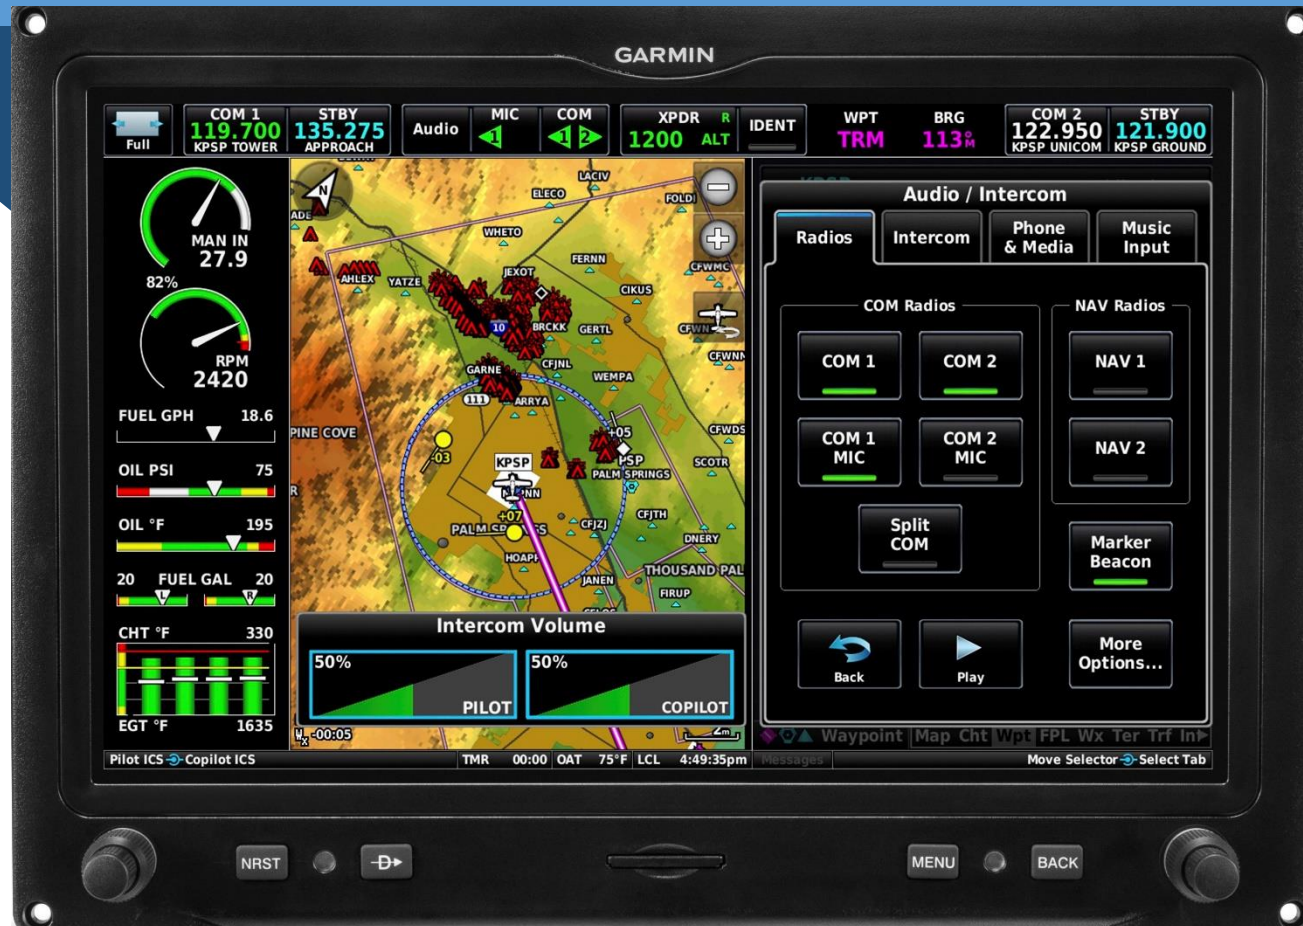 GARMIN
Full
COM 1
119.700
KPSP TOWER
STBY
135.275
APPROACH
Audio
MIC
1
COM
1 2
XPDR R
1200 ALT
IDENT
WPT
TRM
BRG
113°M
COM 2
122.950
KPSP UNICOM
STBY
121.900
KPSP GROUND
MAN IN
27.9
82%
RPM
2420
FUEL GPH 18.6
OIL PSI 75
OIL °F 195
20 FUEL GAL 20
L R
CHT °F 330
EGT °F 1635
N
LACIV
ELECO
FOLDI
WHETO
FERNN
JEXOT
CFWMC
AHLEX
YATZE
CIKUS
10
BRCKK
GERTL
CFWNN
GARNE
CFJNL
WEMPA
111
ARRYA
PINE COVE
+05
CFWDS
-03
KPSP
PSP
SCOTR
PALM SPRINGS
+07
CFJZJ
CFJTH
DNERY
HOAPP
JANEN
THOUSAND PAL
FIRUP
Intercom Volume
50%
PILOT
50%
COPILOT
WX -00:05
Audio / Intercom
Radios
Intercom
Phone
& Media
Music
Input
COM Radios
NAV Radios
COM 1
COM 2
NAV 1
COM 1
MIC
COM 2
MIC
NAV 2
Split
COM
Marker
Beacon
Back
Play
More
Options...
Waypoint Map Cht Wpt FPL Wx Ter Trf In
Pilot ICS Copilot ICS
TMR 00:00 OAT 75°F LCL 4:49:35pm
Messages
Move Selector Select Tab
NRST
D
MENU
BACK